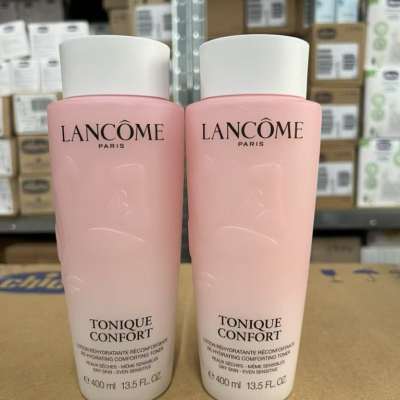 LANCÔME
PARIS
TONIQUE
CONFORT
LOTION RÉHYDRATANTE RÉCONFORTANTE
RE-HYDRATING COMFORTING TONER
PEAUX SÈCHES - MÊME SENSIBLES
DRY SKIN - EVEN SENSITIVE
℮ 400 ml 13.5 FL. OZ.
LANCÔME
PARIS
TONIQUE
CONFORT
LOTION RÉHYDRATANTE RÉCONFORTANTE
RE-HYDRATING COMFORTING TONER
PEAUX SÈCHES - MÊME SENSIBLES
DRY SKIN - EVEN SENSITIVE
℮ 400 ml 13.5 FL. OZ.